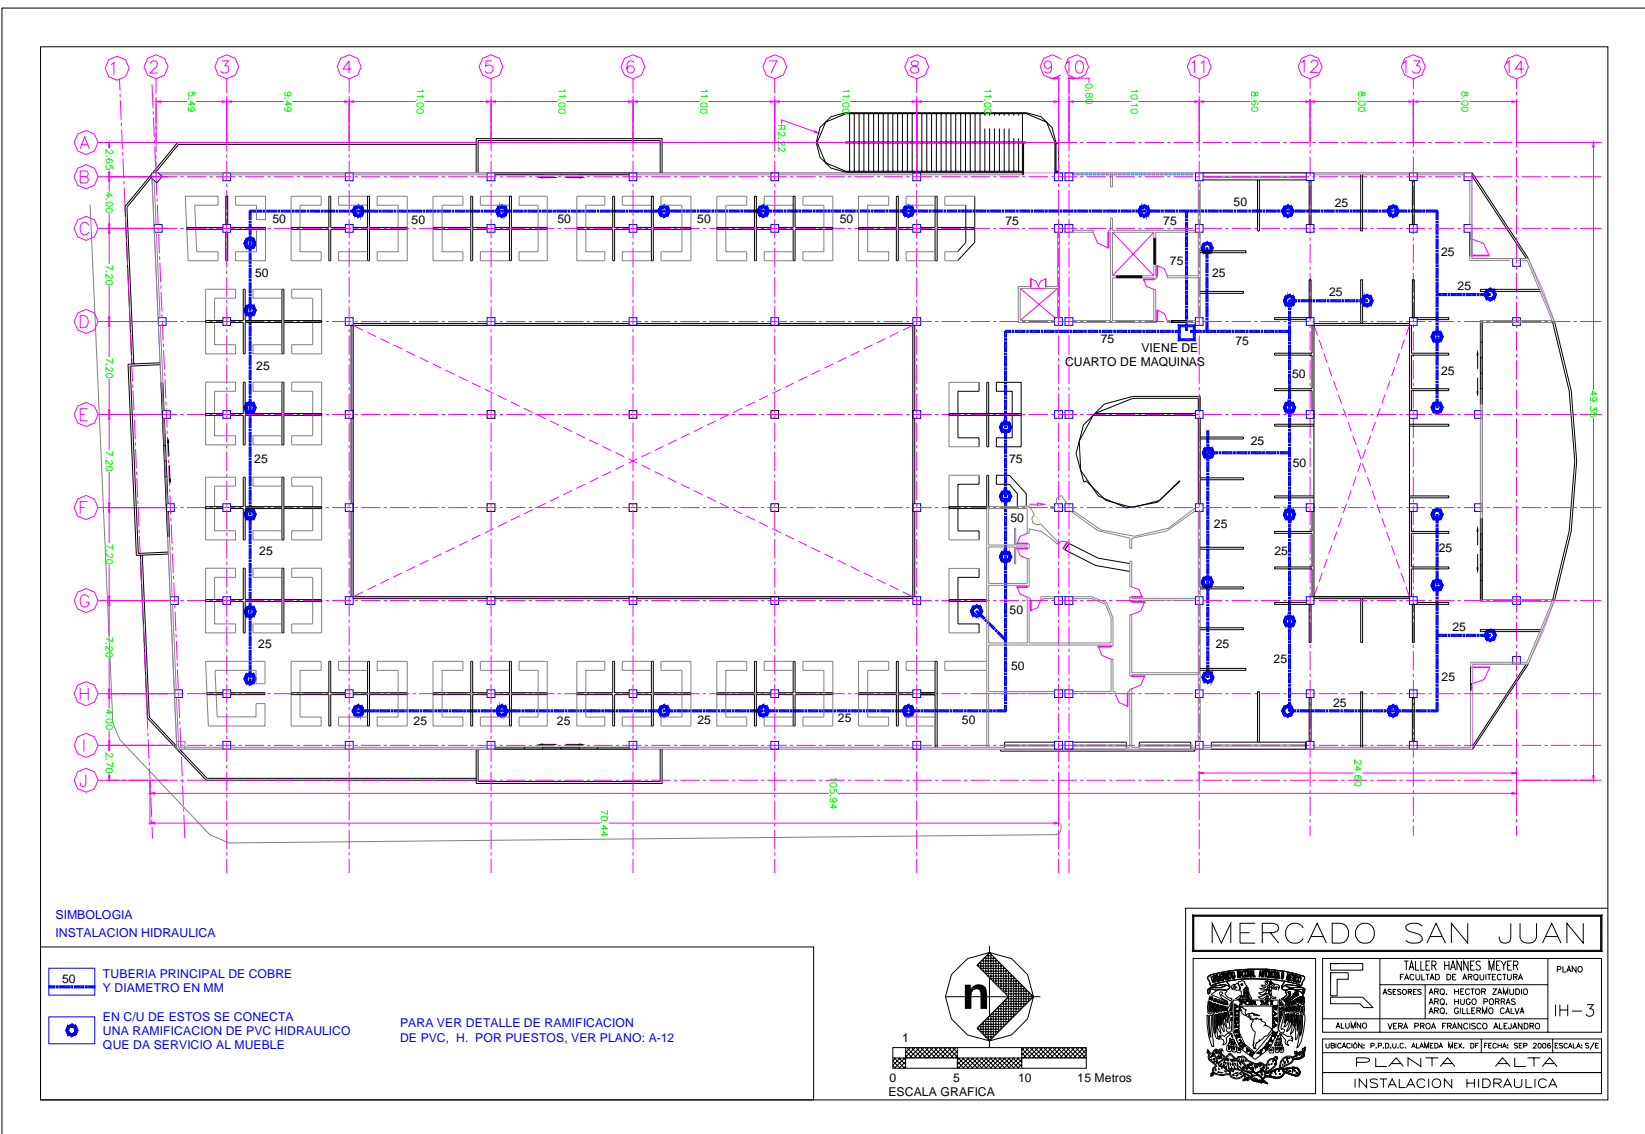 1 2 3 4 5 6 7 8 9 10 11 12 13 14
5.49 9.49 11.00 11.00 11.00 11.00 11.00 0.80 10.10 8.60 8.00 8.00
R2.22
A
B
C
D
E
F
G
H
I
J
2.65
4.00
7.20
7.20
7.20
7.20
7.20
4.00
2.70
49.35
50 50 50 50 50 75 75 50 25
50 75 25 25
25 25
75 75
VIENE DE
CUARTO DE MAQUINAS
25 50 25
25 75 25 50
25 50 25 25 25
25 50 25 25 25
50 25
25 25 25 25 50 25
24.60
105.94
70.44
SIMBOLOGIA
INSTALACION HIDRAULICA
50
TUBERIA PRINCIPAL DE COBRE
Y DIAMETRO EN MM
EN C/U DE ESTOS SE CONECTA
UNA RAMIFICACION DE PVC HIDRAULICO
QUE DA SERVICIO AL MUEBLE
PARA VER DETALLE DE RAMIFICACION
DE PVC, H. POR PUESTOS, VER PLANO: A-12
n
1
0 5 10 15 Metros
ESCALA GRAFICA
MERCADO SAN JUAN
TALLER HANNES MEYER
FACULTAD DE ARQUITECTURA
ASESORES
ARQ. HECTOR ZAMUDIO
ARQ. HUGO PORRAS
ARQ. GILLERMO CALVA
ALUMNO
VERA PROA FRANCISCO ALEJANDRO
PLANO
IH-3
UBICACIÓN: P.P.D.U.C. ALAMEDA MEX. DF
FECHA: SEP 2006
ESCALA: S/E
PLANTA ALTA
INSTALACION HIDRAULICA